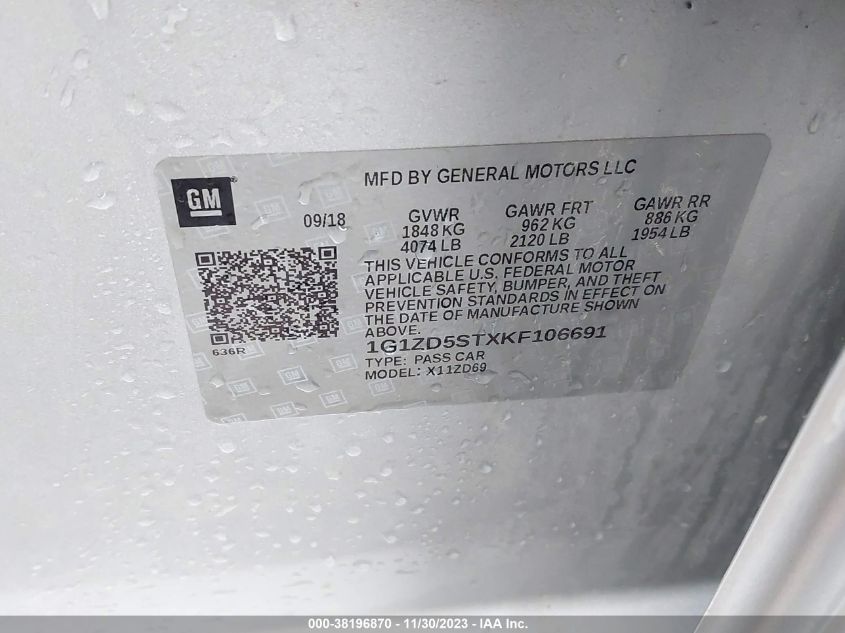 GM
MFD BY GENERAL MOTORS LLC
09/18
GVWR
1848 KG
4074 LB
GAWR FRT
962 KG
2120 LB
GAWR RR
886 KG
1954 LB
THIS VEHICLE CONFORMS TO ALL
APPLICABLE U.S. FEDERAL MOTOR
VEHICLE SAFETY, BUMPER, AND THEFT
PREVENTION STANDARDS IN EFFECT ON
THE DATE OF MANUFACTURE SHOWN
ABOVE.
1G1ZD5STXKF106691
TYPE: PASS CAR
MODEL: X11ZD69
636R
000-38196870 - 11/30/2023 - IAA Inc.